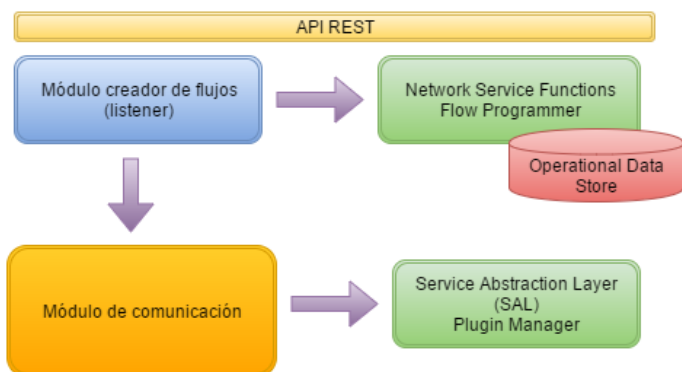 API REST
Módulo creador de flujos
(listener)
Network Service Functions
Flow Programmer
Operational Data
Store
Módulo de comunicación
Service Abstraction Layer
(SAL)
Plugin Manager